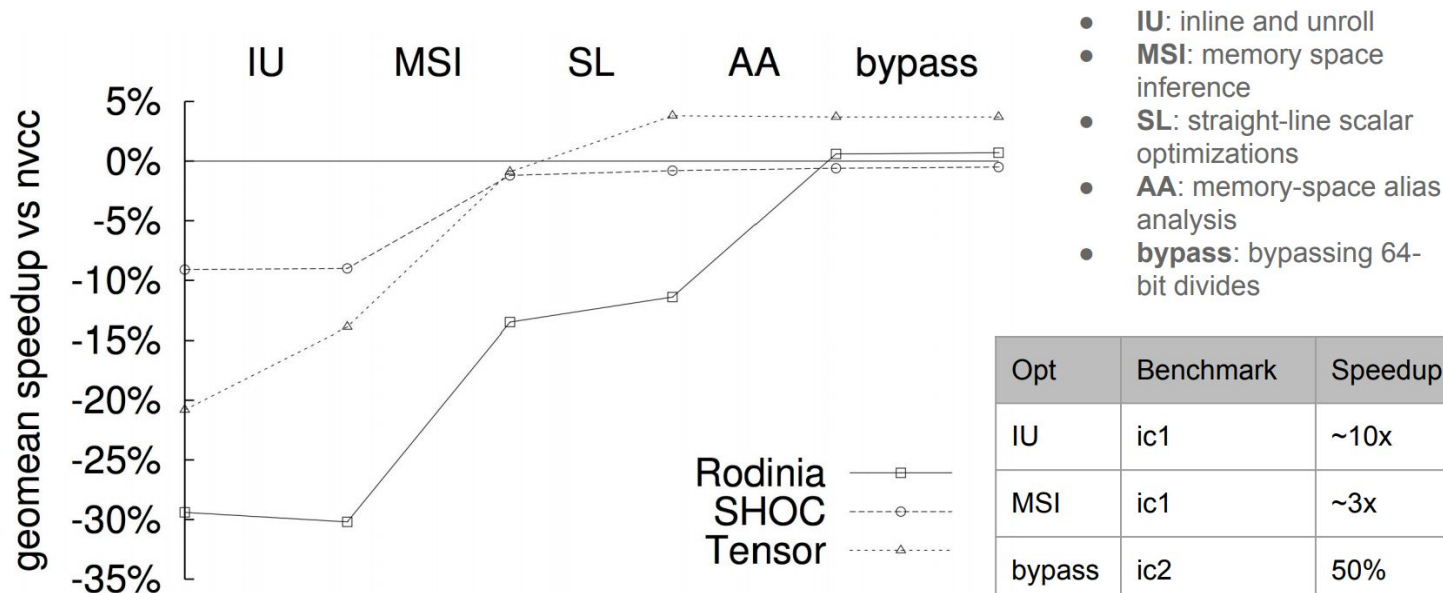 IU MSI SL AA bypass
geomean speedup vs nvcc
5%
0%
-5%
-10%
-15%
-20%
-25%
-30%
-35%
Rodinia
SHOC
Tensor
● IU: inline and unroll
● MSI: memory space
inference
● SL: straight-line scalar
optimizations
● AA: memory-space alias
analysis
● bypass: bypassing 64-
bit divides
Opt Benchmark Speedup
IU ic1 ~10x
MSI ic1 ~3x
bypass ic2 50%